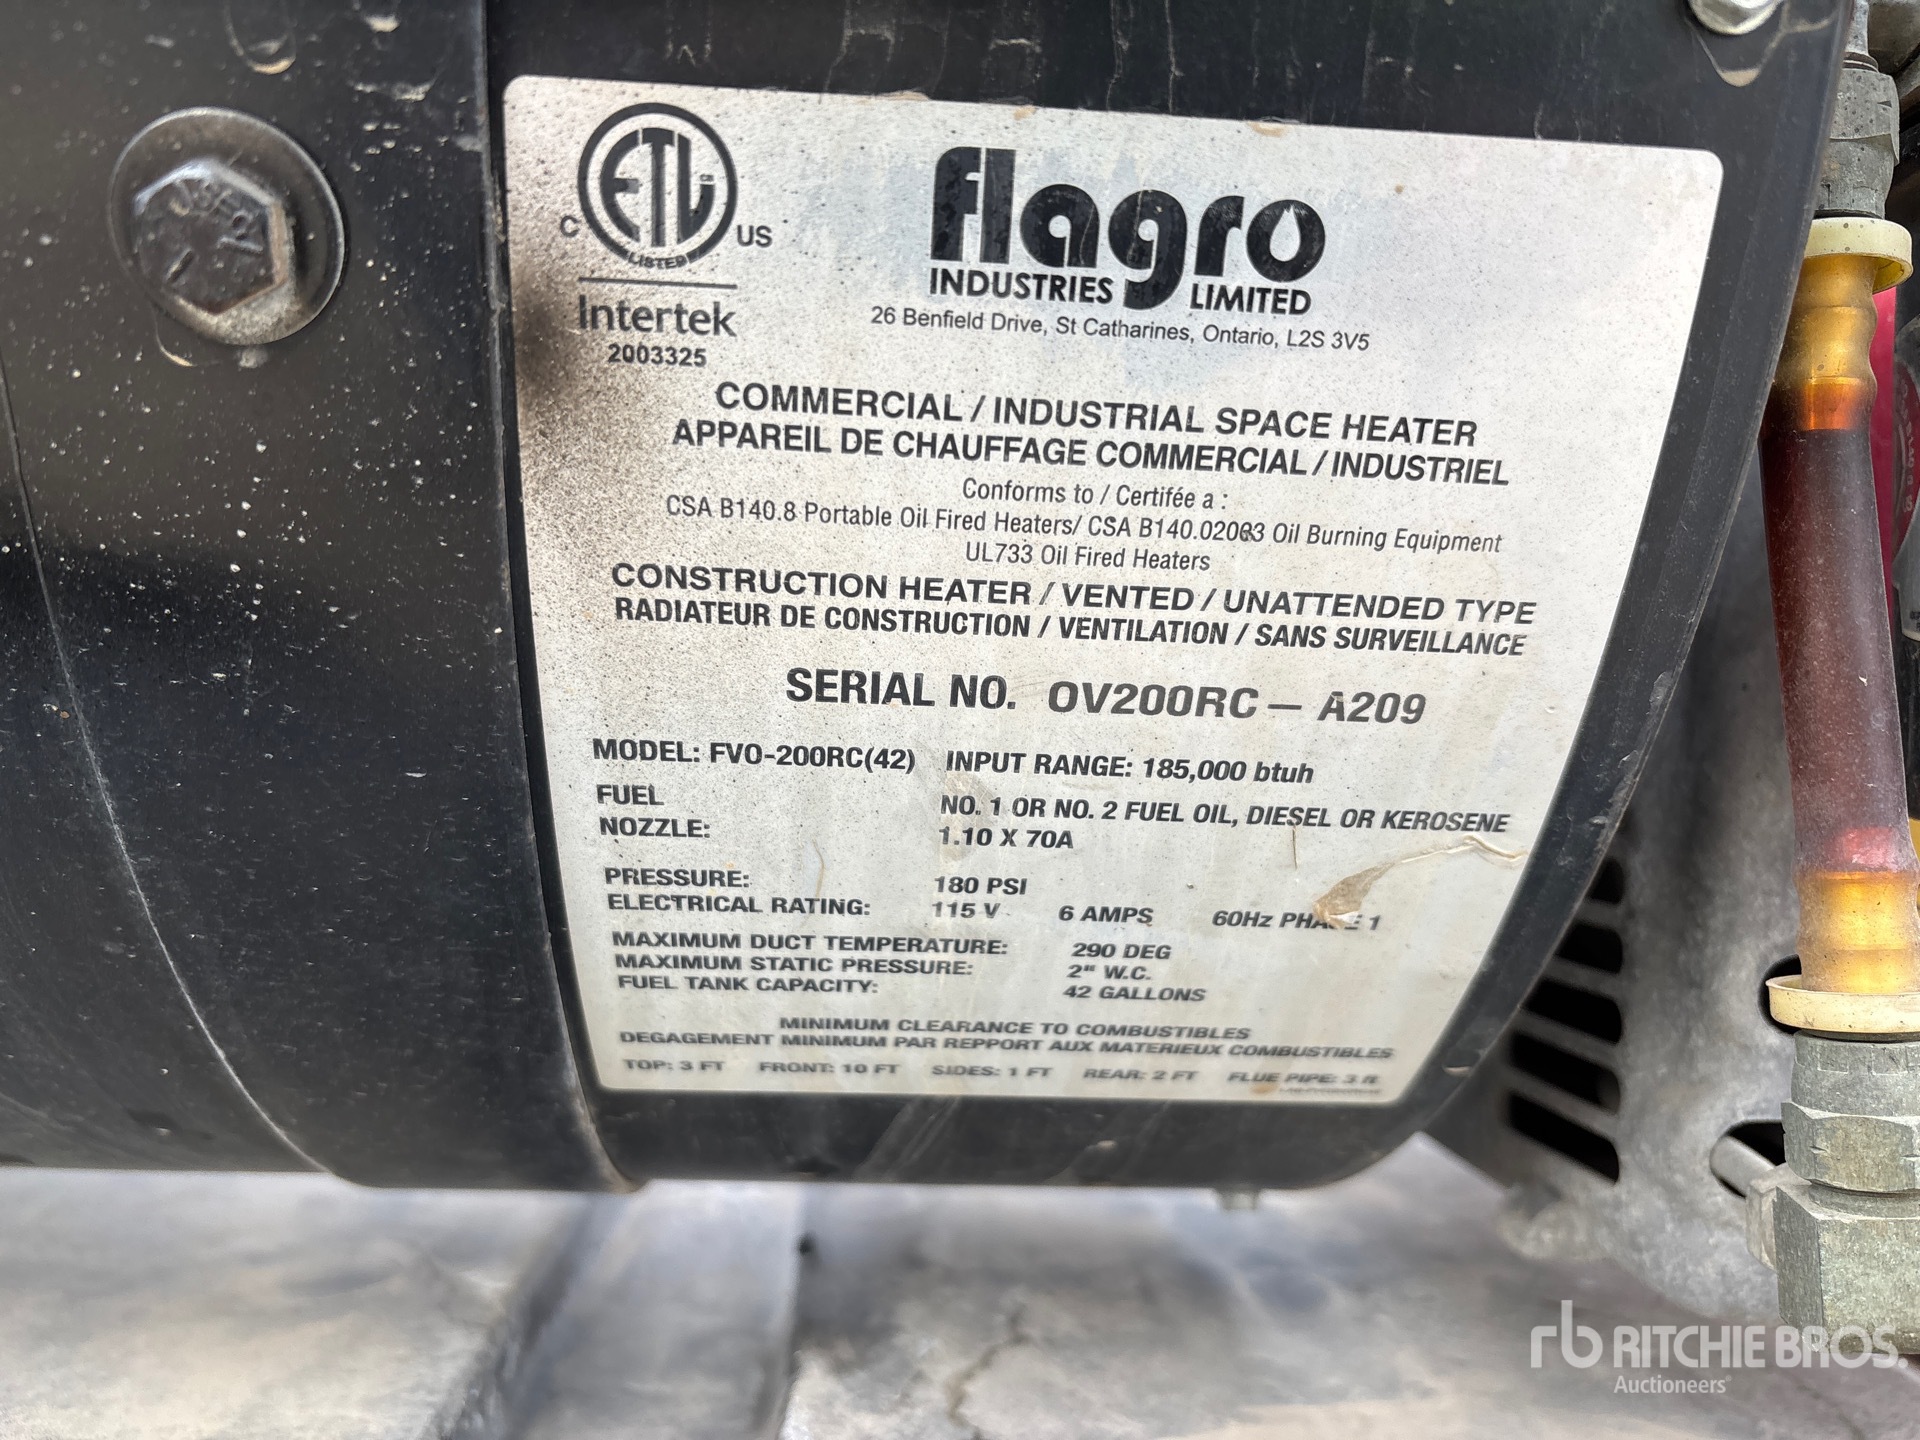 C ETL US
LISTED
Intertek
2003325
flagro
INDUSTRIES LIMITED
26 Benfield Drive, St Catharines, Ontario, L2S 3V5
COMMERCIAL / INDUSTRIAL SPACE HEATER
APPAREIL DE CHAUFFAGE COMMERCIAL / INDUSTRIEL
Conforms to / Certifée a :
CSA B140.8 Portable Oil Fired Heaters/ CSA B140.02003 Oil Burning Equipment
UL733 Oil Fired Heaters
CONSTRUCTION HEATER / VENTED / UNATTENDED TYPE
RADIATEUR DE CONSTRUCTION / VENTILATION / SANS SURVEILLANCE
SERIAL NO. OV200RC – A209
MODEL: FVO-200RC(42) INPUT RANGE: 185,000 btuh
FUEL NO. 1 OR NO. 2 FUEL OIL, DIESEL OR KEROSENE
NOZZLE: 1.10 X 70A
PRESSURE: 180 PSI
ELECTRICAL RATING: 115 V 6 AMPS 60Hz PHASE 1
MAXIMUM DUCT TEMPERATURE: 290 DEG
MAXIMUM STATIC PRESSURE: 2" W.C.
FUEL TANK CAPACITY: 42 GALLONS
MINIMUM CLEARANCE TO COMBUSTIBLES
DEGAGEMENT MINIMUM PAR REPPORT AUX MATERIEUX COMBUSTIBLES
TOP: 3 FT FRONT: 10 FT SIDES: 1 FT REAR: 2 FT FLUE PIPE: 3 ft
rb RITCHIE BROS.
Auctioneers